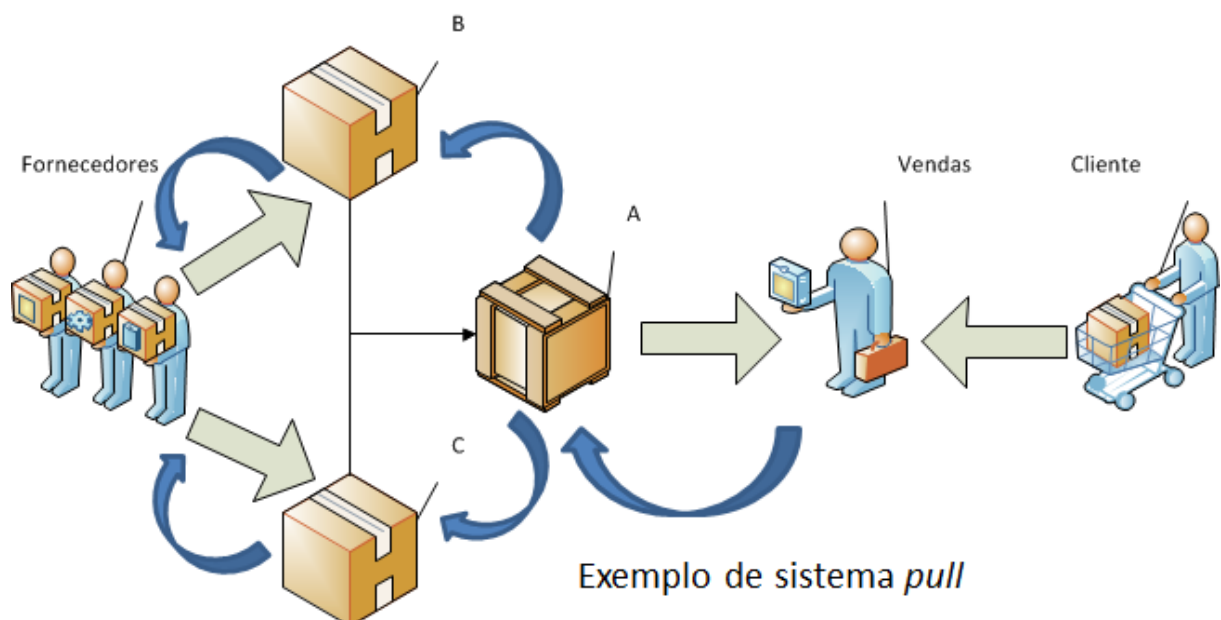 B
Fornecedores
Vendas
Cliente
A
C
Exemplo de sistema pull